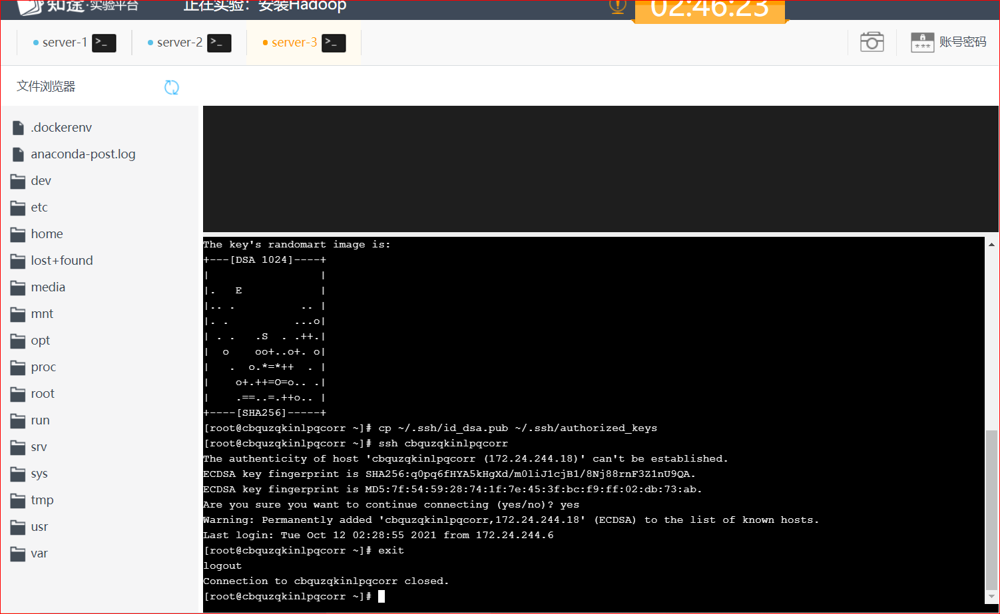 知途·实验平台 正在实验：安装Hadoop 02:46:23
server-1 >_ server-2 >_ server-3 >_ 账号密码
文件浏览器
.dockerenv
anaconda-post.log
dev
etc
home
lost+found
media
mnt
opt
proc
root
run
srv
sys
tmp
usr
var
The key's randomart image is:
+---[DSA 1024]----+
|                 |
|.   E            |
|.. .          .. |
|. .          ...o|
| . .   .S  . .++.|
|  o    oo+..o+. o|
|   .  o.*=*++  . |
|    o+.++=O=o.. .|
|    .==..=.++o.. |
+----[SHA256]-----+
[root@cbquzqkinlpqcorr ~]# cp ~/.ssh/id_dsa.pub ~/.ssh/authorized_keys
[root@cbquzqkinlpqcorr ~]# ssh cbquzqkinlpqcorr
The authenticity of host 'cbquzqkinlpqcorr (172.24.244.18)' can't be established.
ECDSA key fingerprint is SHA256:q0pq6fHYA5kHgXd/m0liJ1cjB1/8Nj88rnF3Z1nU9QA.
ECDSA key fingerprint is MD5:7f:54:59:28:74:1f:7e:45:3f:bc:f9:ff:02:db:73:ab.
Are you sure you want to continue connecting (yes/no)? yes
Warning: Permanently added 'cbquzqkinlpqcorr,172.24.244.18' (ECDSA) to the list of known hosts.
Last login: Tue Oct 12 02:28:55 2021 from 172.24.244.6
[root@cbquzqkinlpqcorr ~]# exit
logout
Connection to cbquzqkinlpqcorr closed.
[root@cbquzqkinlpqcorr ~]#